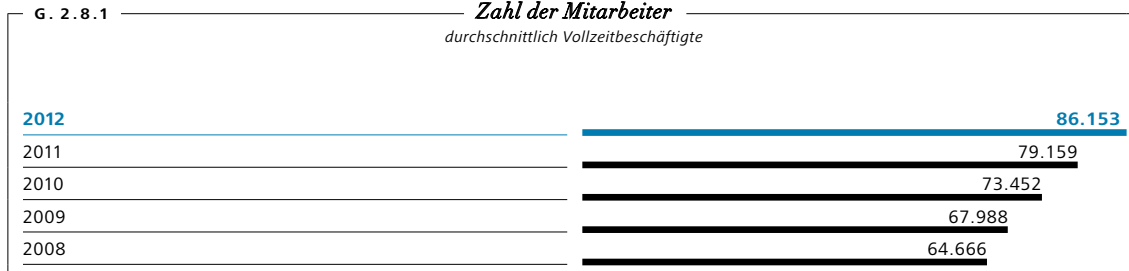 G. 2.8.1
Zahl der Mitarbeiter
durchschnittlich Vollzeitbeschäftigte
2012 86.153
2011 79.159
2010 73.452
2009 67.988
2008 64.666